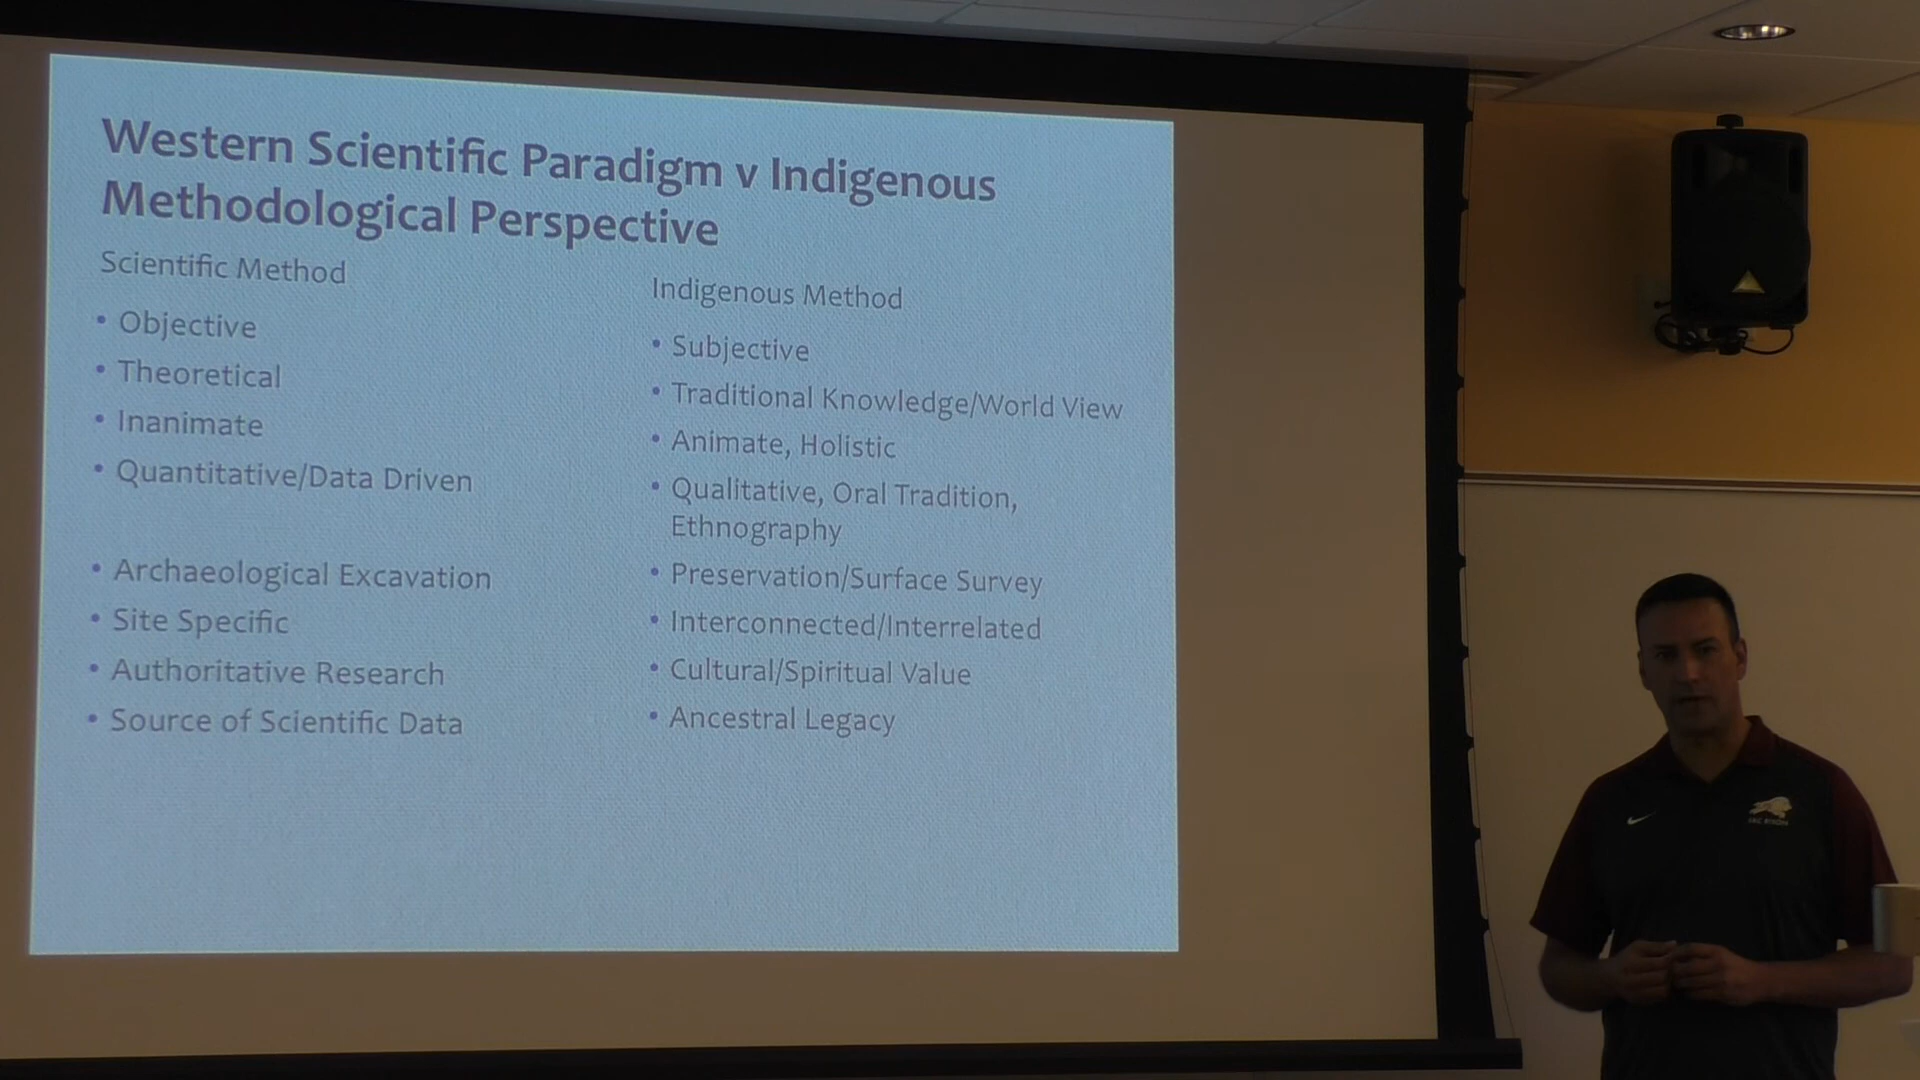 Western Scientific Paradigm v Indigenous
Methodological Perspective
Scientific Method
• Objective
• Theoretical
• Inanimate
• Quantitative/Data Driven
• Archaeological Excavation
• Site Specific
• Authoritative Research
• Source of Scientific Data
Indigenous Method
• Subjective
• Traditional Knowledge/World View
• Animate, Holistic
• Qualitative, Oral Tradition,
Ethnography
• Preservation/Surface Survey
• Interconnected/Interrelated
• Cultural/Spiritual Value
• Ancestral Legacy